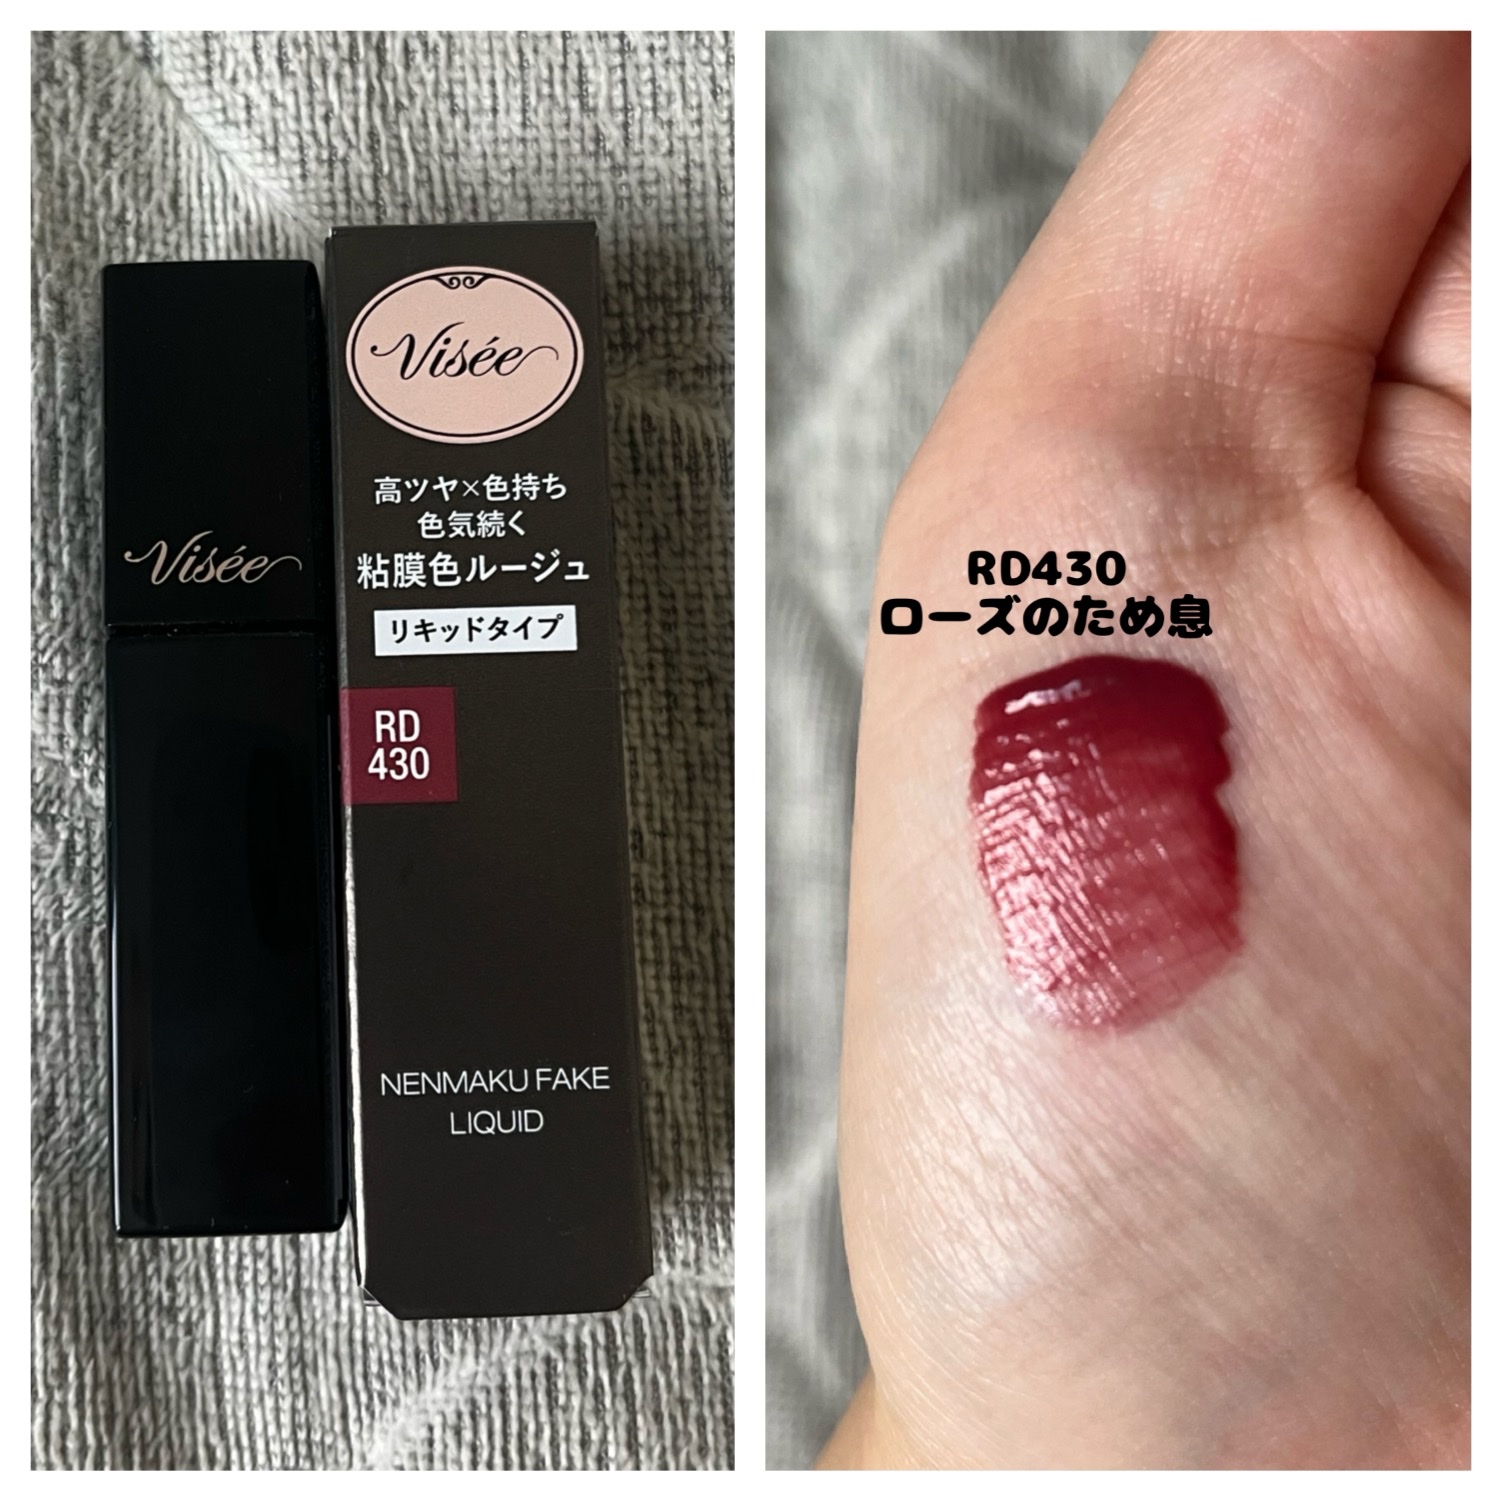 Visée
Visée
高ツヤ×色持ち
色気続く
粘膜色ルージュ
リキッドタイプ
RD
430
NENMAKU FAKE
LIQUID
RD430
ローズのため息